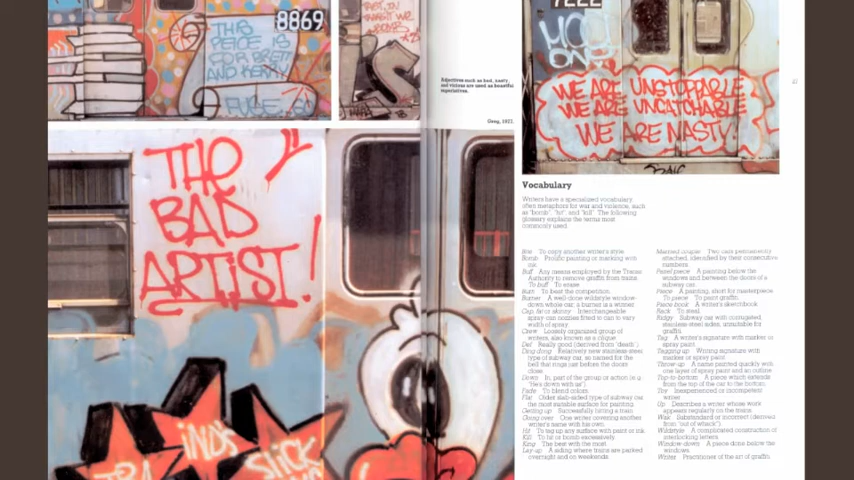 8869
THIS
PEICE IS
FOR BRETT
AND KERRY
FUSE. 80
Adjectives such as bad, nasty,
and vicious are used as beautiful
superlatives.
7222
WE ARE UNSTOPPABLE
WE ARE UNCATCHABLE
WE ARE NASTY!
THE
BAD
ARTIST!
IND'S
SLICK
Vocabulary
Writers have a specialized vocabulary
often metaphors for war and violence, such
as 'bomb', 'hit', and 'kill'. The following
glossary explains the terms most
commonly used.
Bite To copy another writer's style.
Bomb Prolific painting or marking with
ink.
Buff Any means employed by the Transit
Authority to remove graffiti from trains.
To buff To erase
Burn To beat the competition.
Burner A well-done wildstyle window-
down whole car; a burner is a winner
Cap, fat or skinny Interchangeable
spray-can nozzles fitted to can to vary
width of spray.
Crew Loosely organized group of
writers, also known as a clique
Def Really good (derived from 'death').
Ding dong Relatively new stainless-steel
type of subway car, so named for the
bell that rings just before the doors
close.
Down In, part of the group or action (e.g.
'He's down with us')
Fade To blend colors.
Flat Older slab-sided type of subway car
the most suitable surface for painting.
Getting up Successfully hitting a train
Going over One writer covering another
writer's name with his own.
Hit To tag up any surface with paint or ink.
Kill To hit or bomb excessively.
King The best with the most
Lay-up A siding where trains are parked
overnight and on weekends.
Married couple Two cars permanently
attached, identified by their consecutive
numbers.
Panel piece A painting below the
windows and between the doors of a
subway car.
Piece A painting, short for masterpiece.
To piece To paint graffiti.
Piece book A writer's sketchbook
Rack To steal.
Ridgy Subway car with corrugated,
stainless-steel sides, unsuitable for
graffiti.
Tag A writer's signature with marker or
spray paint
Tagging up Writing signature with
marker or spray paint.
Throw-up A name painted quickly with
one layer of spray paint and an outline
Top-to-bottom A piece which extends
from the top of the car to the bottom.
Toy Inexperienced or incompetent
writer
Up Describes a writer whose work
appears regularly on the trains.
Wak Substandard or incorrect (derived
from 'out of whack').
Wildstyle A complicated construction of
interlocking letters.
Window-down A piece done below the
windows.
Writer Practitioner of the art of graffiti.